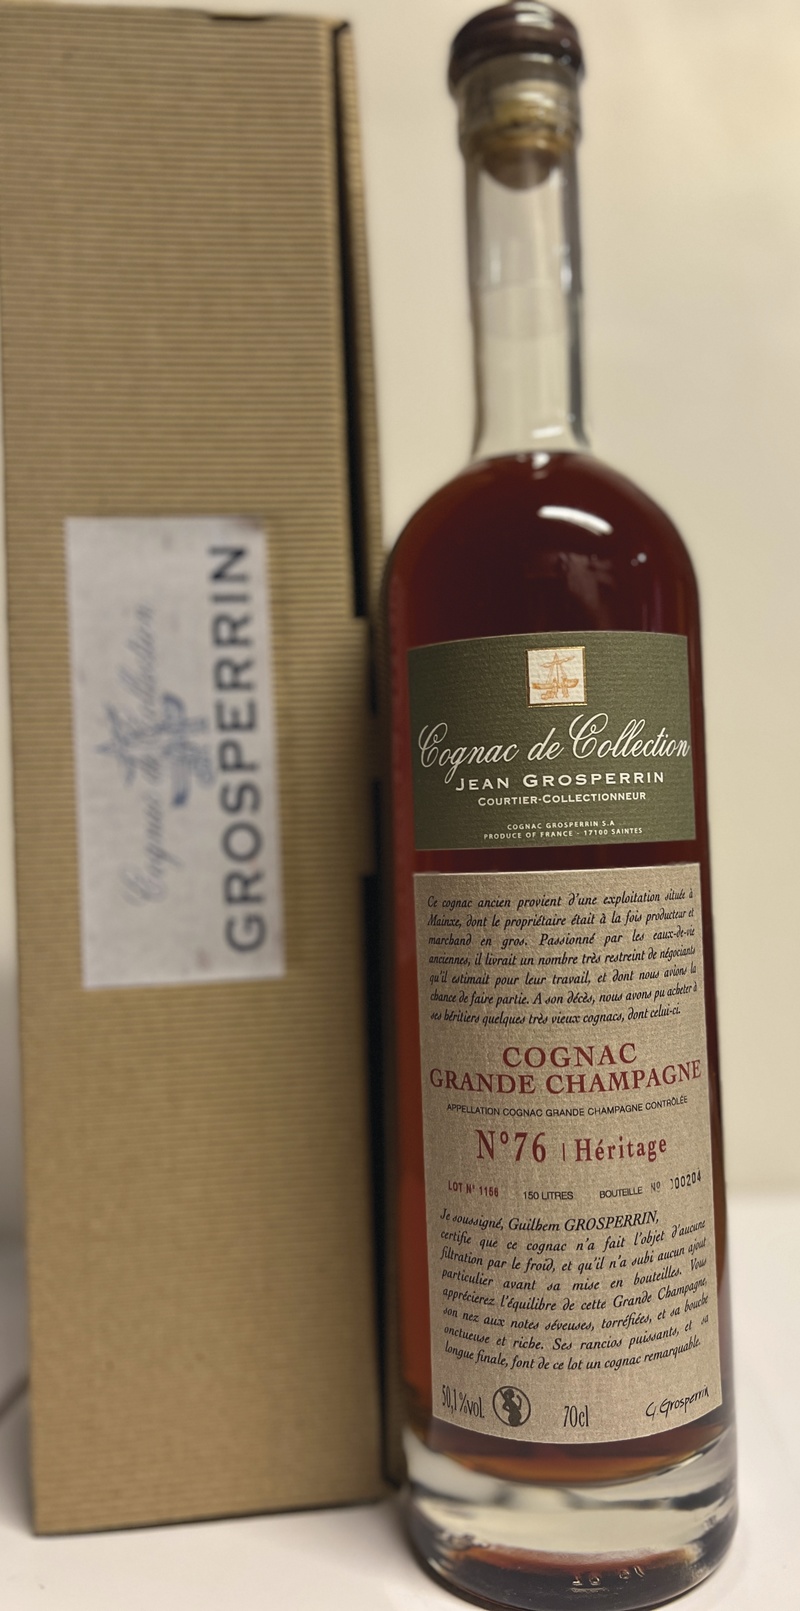 Cognac de Collection
GROSPERRIN
Cognac de Collection
JEAN GROSPERRIN
COURTIER-COLLECTIONNEUR
COGNAC GROSPERRIN S.A
PRODUCE OF FRANCE - 17100 SAINTES
Ce cognac ancien provient d'une exploitation située à
Mainxe, dont le propriétaire était à la fois producteur et
marchand en gros. Passionné par les eaux-de-vie
anciennes, il livrait un nombre très restreint de négociants
qu'il estimait pour leur travail, et dont nous avions la
chance de faire partie. A son décès, nous avons pu acheter à
ses héritiers quelques très vieux cognacs, dont celui-ci.
COGNAC
GRANDE CHAMPAGNE
APPELLATION COGNAC GRANDE CHAMPAGNE CONTRÔLÉE
N°76 | Héritage
LOT N° 1166 150 LITRES BOUTEILLE Nº 000204
Je soussigné, Guilhem GROSPERRIN,
certifie que ce cognac n'a fait l'objet d'aucune
filtration par le froid, et qu'il n'a subi aucun ajout
particulier avant sa mise en bouteilles. Vous
apprécierez l'équilibre de cette Grande Champagne,
son nez aux notes séveuses, torréfiées, et sa bouche
onctueuse et riche. Ses rancios puissants, et sa
longue finale, font de ce lot un cognac remarquable.
50,1%vol. 70cl G. Grosperrin